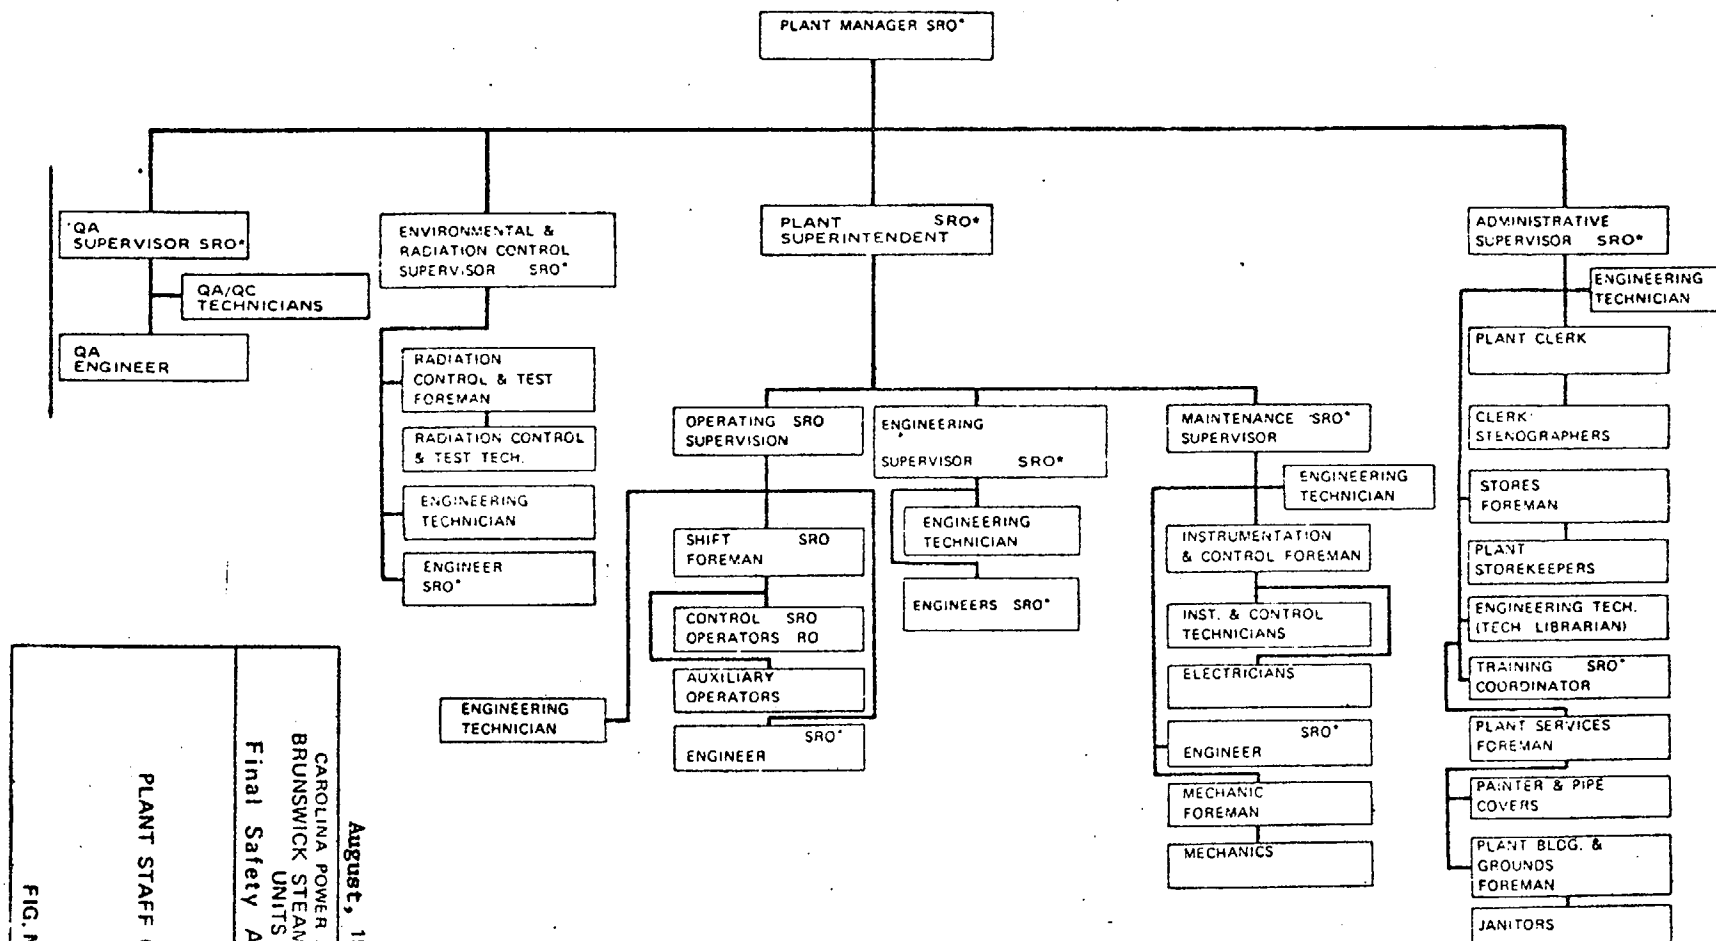 PLANT MANAGER SRO*
QA
SUPERVISOR SRO*
QA/QC
TECHNICIANS
QA
ENGINEER
ENVIRONMENTAL &
RADIATION CONTROL
SUPERVISOR SRO*
RADIATION
CONTROL & TEST
FOREMAN
RADIATION CONTROL
& TEST TECH.
ENGINEERING
TECHNICIAN
ENGINEER
SRO*
PLANT SRO*
SUPERINTENDENT
OPERATING SRO
SUPERVISION
SHIFT SRO
FOREMAN
CONTROL SRO
OPERATORS RO
AUXILIARY
OPERATORS
ENGINEERING
TECHNICIAN
SRO*
ENGINEER
ENGINEERING
SUPERVISOR SRO*
ENGINEERING
TECHNICIAN
ENGINEERS SRO*
MAINTENANCE SRO*
SUPERVISOR
ENGINEERING
TECHNICIAN
INSTRUMENTATION
& CONTROL FOREMAN
INST. & CONTROL
TECHNICIANS
ELECTRICIANS
SRO*
ENGINEER
MECHANIC
FOREMAN
MECHANICS
ADMINISTRATIVE
SUPERVISOR SRO*
ENGINEERING
TECHNICIAN
PLANT CLERK
CLERK
STENOGRAPHERS
STORES
FOREMAN
PLANT
STOREKEEPERS
ENGINEERING TECH.
(TECH LIBRARIAN)
TRAINING SRO*
COORDINATOR
PLANT SERVICES
FOREMAN
PAINTER & PIPE
COVERS
PLANT BLDG. &
GROUNDS
FOREMAN
JANITORS
August,
CAROLINA POWER
BRUNSWICK STEAM
UNITS
Final Safety
PLANT STAFF
FIG.